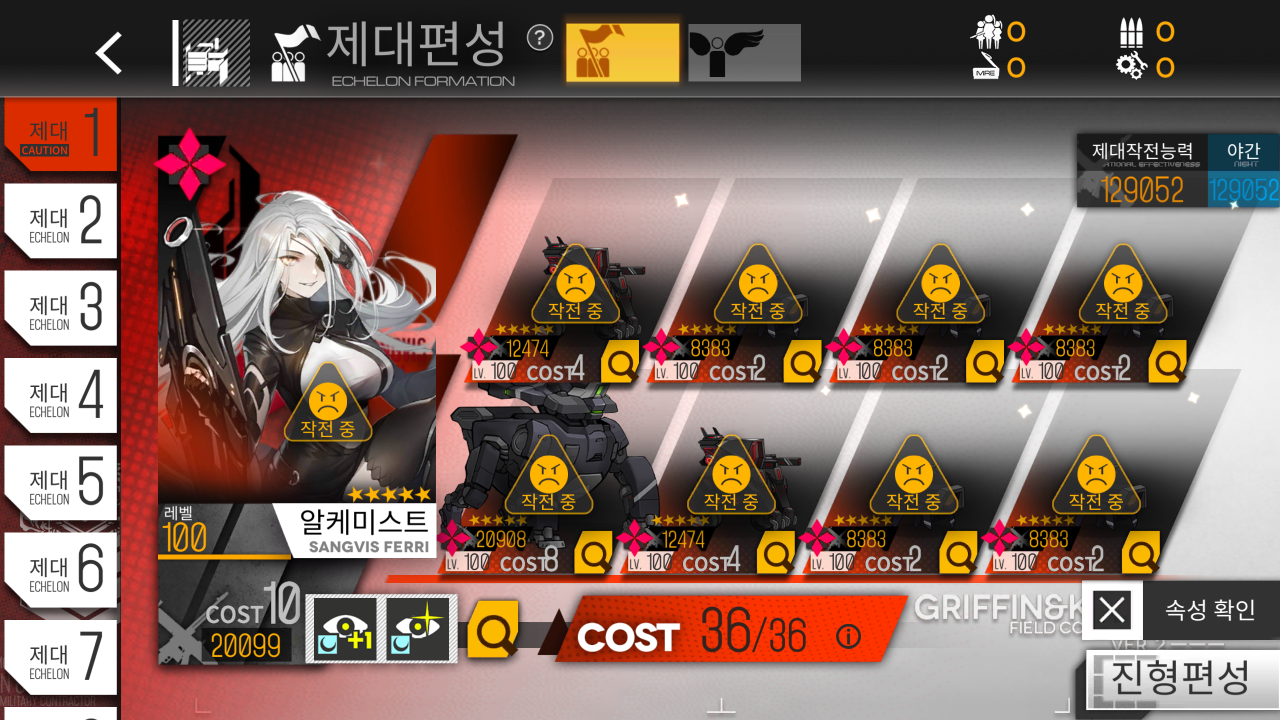 제대편성
?
ECHELON FORMATION
MRE
0
0
0
0
제대 1
CAUTION
제대 2
ECHELON
제대 3
ECHELON
제대 4
ECHELON
제대 5
ECHELON
제대 6
ECHELON
제대 7
ECHELON
제대작전능력
야간
NIGHT
129052
129052
작전 중
레벨
100
알케미스트
SANGVIS FERRI
COST 10
20099
+1
작전 중
12474
LV. 100 COST 4
작전 중
8383
LV. 100 COST 2
작전 중
8383
LV. 100 COST 2
작전 중
8383
LV. 100 COST 2
작전 중
20908
LV. 100 COST 8
작전 중
12474
LV. 100 COST 4
작전 중
8383
LV. 100 COST 2
작전 중
8383
LV. 100 COST 2
COST 36/36
GRIFFIN&K
FIELD CO
속성 확인
진형편성